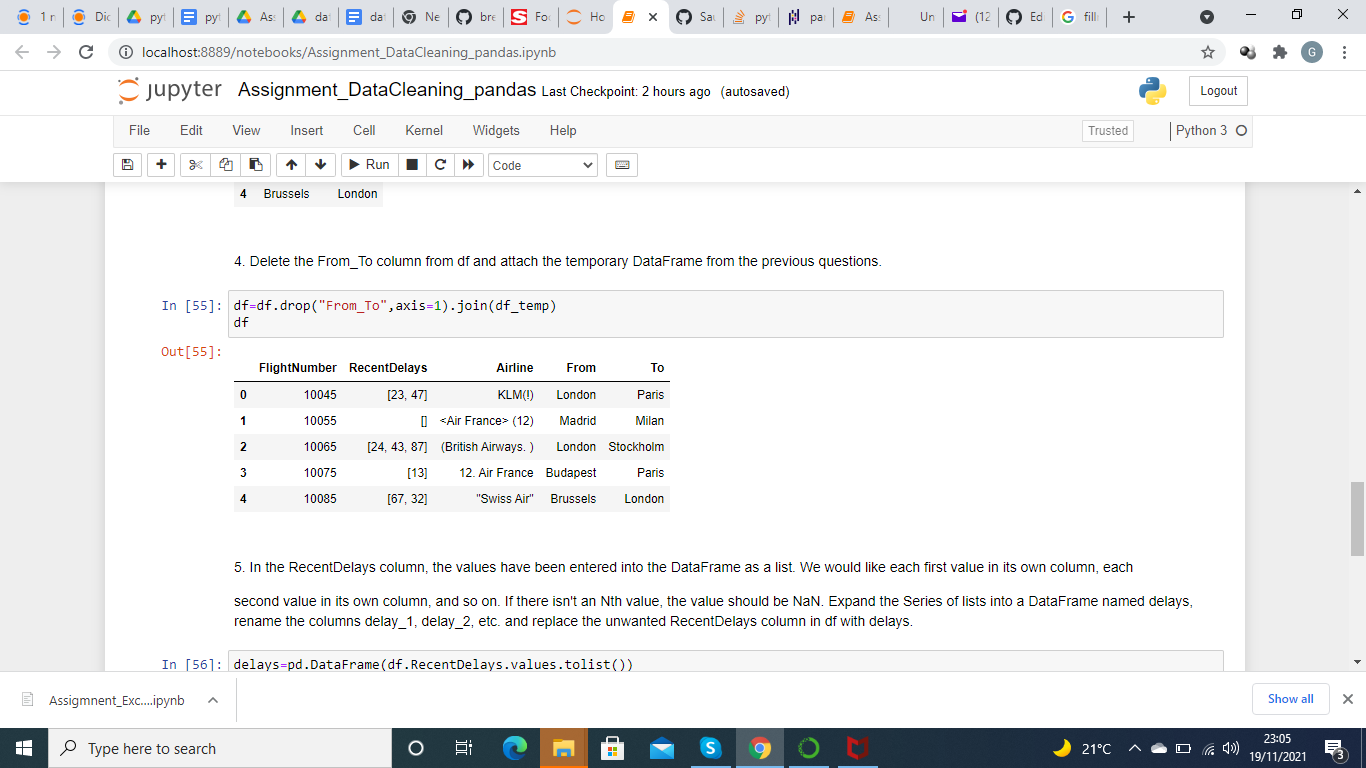 1 r
Dic
pyt
pyt
As:
dat
dat
Ne
bre
Foc
Ho
Sau
pyt
par
As:
Un
(12
Ed
filli
localhost:8889/notebooks/Assignment_DataCleaning_pandas.ipynb
G
jupyter Assignment_DataCleaning_pandas Last Checkpoint: 2 hours ago (autosaved)
Logout
File Edit View Insert Cell Kernel Widgets Help
Trusted
Python 3
Run
Code
4 Brussels London
4. Delete the From_To column from df and attach the temporary DataFrame from the previous questions.
In [55]: df=df.drop("From_To",axis=1).join(df_temp)
df
Out[55]:
FlightNumber RecentDelays Airline From To
0 10045 [23, 47] KLM(!) London Paris
1 10055 [] <Air France> (12) Madrid Milan
2 10065 [24, 43, 87] (British Airways. ) London Stockholm
3 10075 [13] 12. Air France Budapest Paris
4 10085 [67, 32] "Swiss Air" Brussels London
5. In the RecentDelays column, the values have been entered into the DataFrame as a list. We would like each first value in its own column, each
second value in its own column, and so on. If there isn't an Nth value, the value should be NaN. Expand the Series of lists into a DataFrame named delays,
rename the columns delay_1, delay_2, etc. and replace the unwanted RecentDelays column in df with delays.
In [56]: delays=pd.DataFrame(df.RecentDelays.values.tolist())
Assigmnent_Exc....ipynb
Show all
Type here to search
21°C
23:05
19/11/2021
3